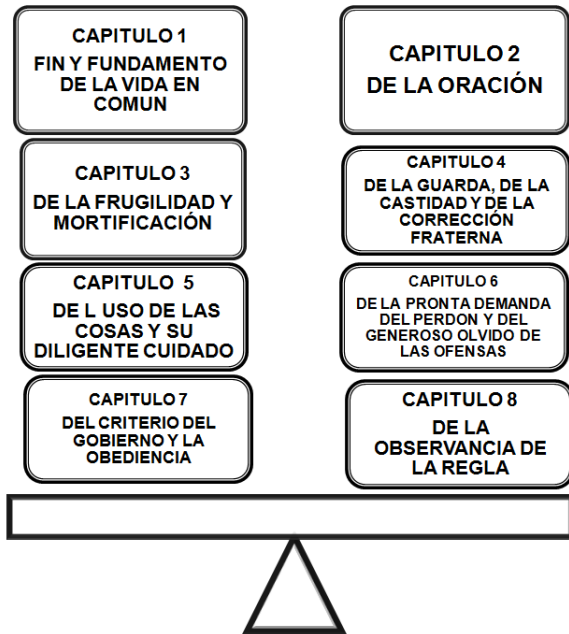 CAPITULO 1
FIN Y FUNDAMENTO
DE LA VIDA EN
COMUN
CAPITULO 2
DE LA ORACIÓN
CAPITULO 3
DE LA FRUGILIDAD Y
MORTIFICACIÓN
CAPITULO 4
DE LA GUARDA, DE LA
CASTIDAD Y DE LA
CORRECCIÓN
FRATERNA
CAPITULO 5
DE L USO DE LAS
COSAS Y SU
DILIGENTE CUIDADO
CAPITULO 6
DE LA PRONTA DEMANDA
DEL PERDON Y DEL
GENEROSO OLVIDO DE
LAS OFENSAS
CAPITULO 7
DEL CRITERIO DEL
GOBIERNO Y LA
OBEDIENCIA
CAPITULO 8
DE LA
OBSERVANCIA DE
LA REGLA